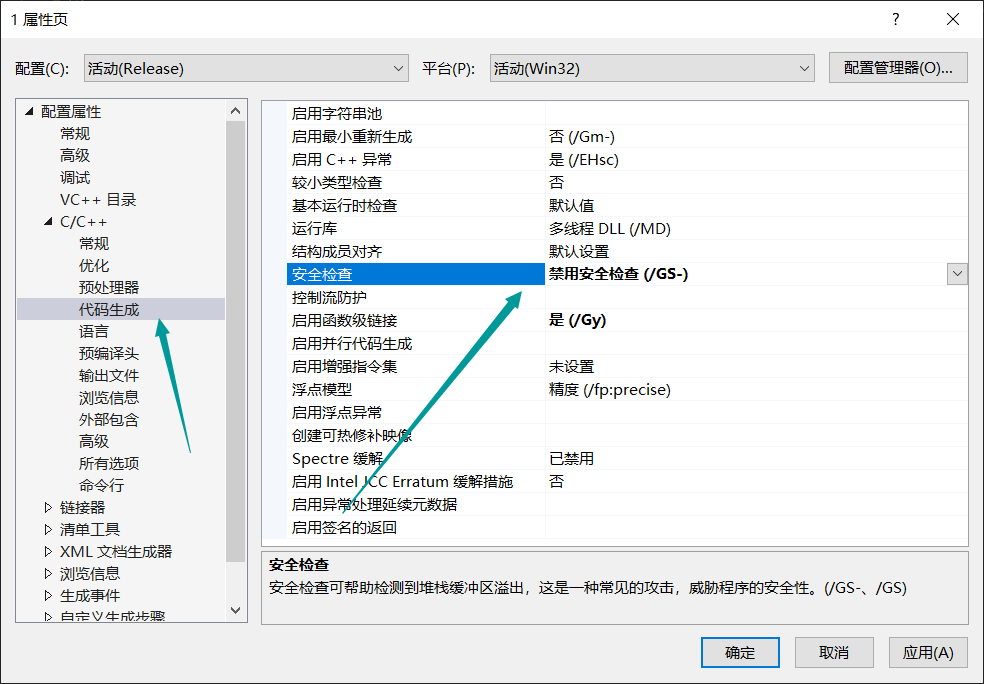 1 属性页
?
配置(C):
活动(Release)
平台(P):
活动(Win32)
配置管理器(O)...
配置属性
常规
高级
调试
VC++ 目录
C/C++
常规
优化
预处理器
代码生成
语言
预编译头
输出文件
浏览信息
外部包含
高级
所有选项
命令行
链接器
清单工具
XML 文档生成器
浏览信息
生成事件
自定义生成步骤
启用字符串池
启用最小重新生成 否 (/Gm-)
启用 C++ 异常 是 (/EHsc)
较小类型检查 否
基本运行时检查 默认值
运行库 多线程 DLL (/MD)
结构成员对齐 默认设置
安全检查 禁用安全检查 (/GS-)
控制流防护
启用函数级链接 是 (/Gy)
启用并行代码生成
启用增强指令集 未设置
浮点模型 精度 (/fp:precise)
启用浮点异常
创建可热修补映像
Spectre 缓解 已禁用
启用 Intel JCC Erratum 缓解措施 否
启用异常处理延续元数据
启用签名的返回
安全检查
安全检查可帮助检测到堆栈缓冲区溢出，这是一种常见的攻击，威胁程序的安全性。(/GS-、/GS)
确定
取消
应用(A)